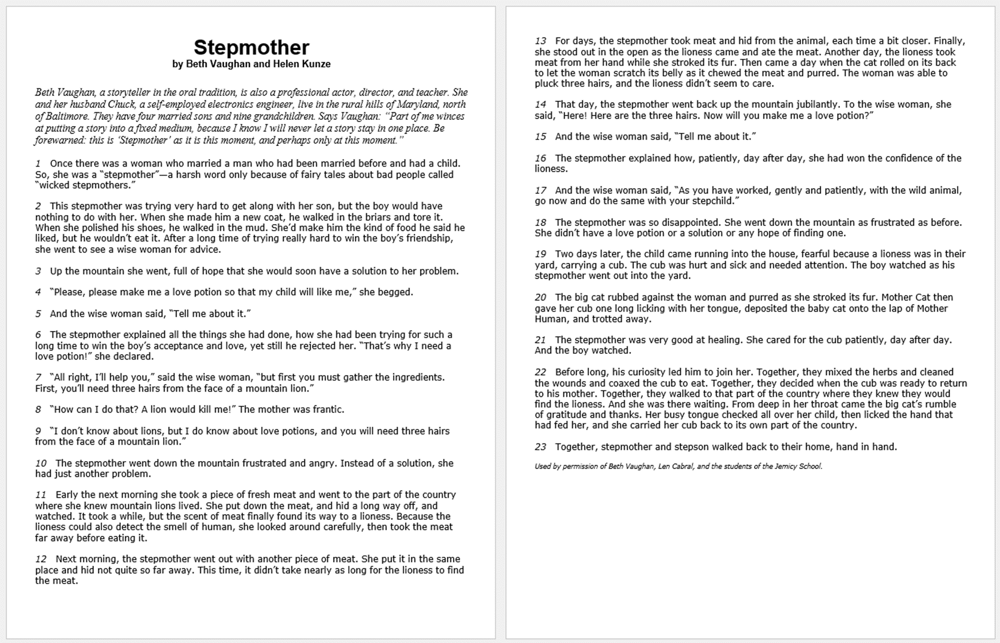 Stepmother
by Beth Vaughan and Helen Kunze
Beth Vaughan, a storyteller in the oral tradition, is also a professional actor, director, and teacher. She
and her husband Chuck, a self-employed electronics engineer, live in the rural hills of Maryland, north
of Baltimore. They have four married sons and nine grandchildren. Says Vaughan: “Part of me winces
at putting a story into a fixed medium, because I know I will never let a story stay in one place. Be
forewarned: this is ‘Stepmother’ as it is this moment, and perhaps only at this moment.”
1 Once there was a woman who married a man who had been married before and had a child.
So, she was a “stepmother”—a harsh word only because of fairy tales about bad people called
“wicked stepmothers.”
2 This stepmother was trying very hard to get along with her son, but the boy would have
nothing to do with her. When she made him a new coat, he walked in the briars and tore it.
When she polished his shoes, he walked in the mud. She’d make him the kind of food he said he
liked, but he wouldn’t eat it. After a long time of trying really hard to win the boy’s friendship,
she went to see a wise woman for advice.
3 Up the mountain she went, full of hope that she would soon have a solution to her problem.
4 “Please, please make me a love potion so that my child will like me,” she begged.
5 And the wise woman said, “Tell me about it.”
6 The stepmother explained all the things she had done, how she had been trying for such a
long time to win the boy’s acceptance and love, yet still he rejected her. “That’s why I need a
love potion!” she declared.
7 “All right, I’ll help you,” said the wise woman, “but first you must gather the ingredients.
First, you’ll need three hairs from the face of a mountain lion.”
8 “How can I do that? A lion would kill me!” The mother was frantic.
9 “I don’t know about lions, but I do know about love potions, and you will need three hairs
from the face of a mountain lion.”
10 The stepmother went down the mountain frustrated and angry. Instead of a solution, she
had just another problem.
11 Early the next morning she took a piece of fresh meat and went to the part of the country
where she knew mountain lions lived. She put down the meat, and hid a long way off, and
watched. It took a while, but the scent of meat finally found its way to a lioness. Because the
lioness could also detect the smell of human, she looked around carefully, then took the meat
far away before eating it.
12 Next morning, the stepmother went out with another piece of meat. She put it in the same
place and hid not quite so far away. This time, it didn’t take nearly as long for the lioness to find
the meat.
13 For days, the stepmother took meat and hid from the animal, each time a bit closer. Finally,
she stood out in the open as the lioness came and ate the meat. Another day, the lioness took
meat from her hand while she stroked its fur. Then came a day when the cat rolled on its back
to let the woman scratch its belly as it chewed the meat and purred. The woman was able to
pluck three hairs, and the lioness didn’t seem to care.
14 That day, the stepmother went back up the mountain jubilantly. To the wise woman, she
said, “Here! Here are the three hairs. Now will you make me a love potion?”
15 And the wise woman said, “Tell me about it.”
16 The stepmother explained how, patiently, day after day, she had won the confidence of the
lioness.
17 And the wise woman said, “As you have worked, gently and patiently, with the wild animal,
go now and do the same with your stepchild.”
18 The stepmother was so disappointed. She went down the mountain as frustrated as before.
She didn’t have a love potion or a solution or any hope of finding one.
19 Two days later, the child came running into the house, fearful because a lioness was in their
yard, carrying a cub. The cub was hurt and sick and needed attention. The boy watched as his
stepmother went out into the yard.
20 The big cat rubbed against the woman and purred as she stroked its fur. Mother Cat then
gave her cub one long licking with her tongue, deposited the baby cat onto the lap of Mother
Human, and trotted away.
21 The stepmother was very good at healing. She cared for the cub patiently, day after day.
And the boy watched.
22 Before long, his curiosity led him to join her. Together, they mixed the herbs and cleaned
the wounds and coaxed the cub to eat. Together, they decided when the cub was ready to return
to his mother. Together, they walked to that part of the country where they knew they would
find the lioness. And she was there waiting. From deep in her throat came the big cat’s rumble
of gratitude and thanks. Her busy tongue checked all over her child, then licked the hand that
had fed her, and she carried her cub back to its own part of the country.
23 Together, stepmother and stepson walked back to their home, hand in hand.
Used by permission of Beth Vaughan, Len Cabral, and the students of the Jemicy School.